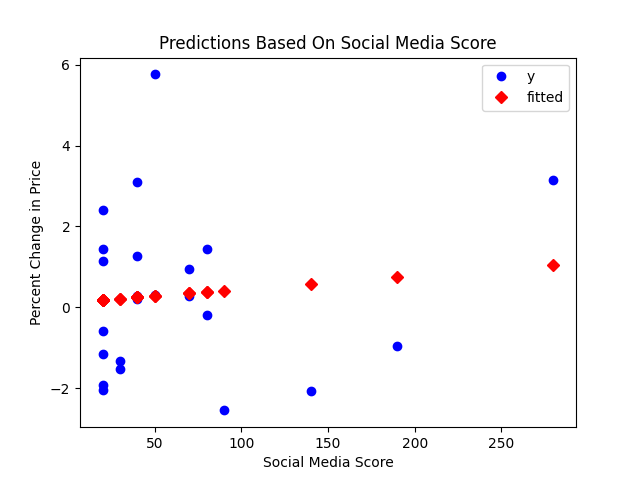 Predictions Based On Social Media Score
y
fitted
6
4
2
0
−2
Percent Change in Price
50
100
150
200
250
Social Media Score